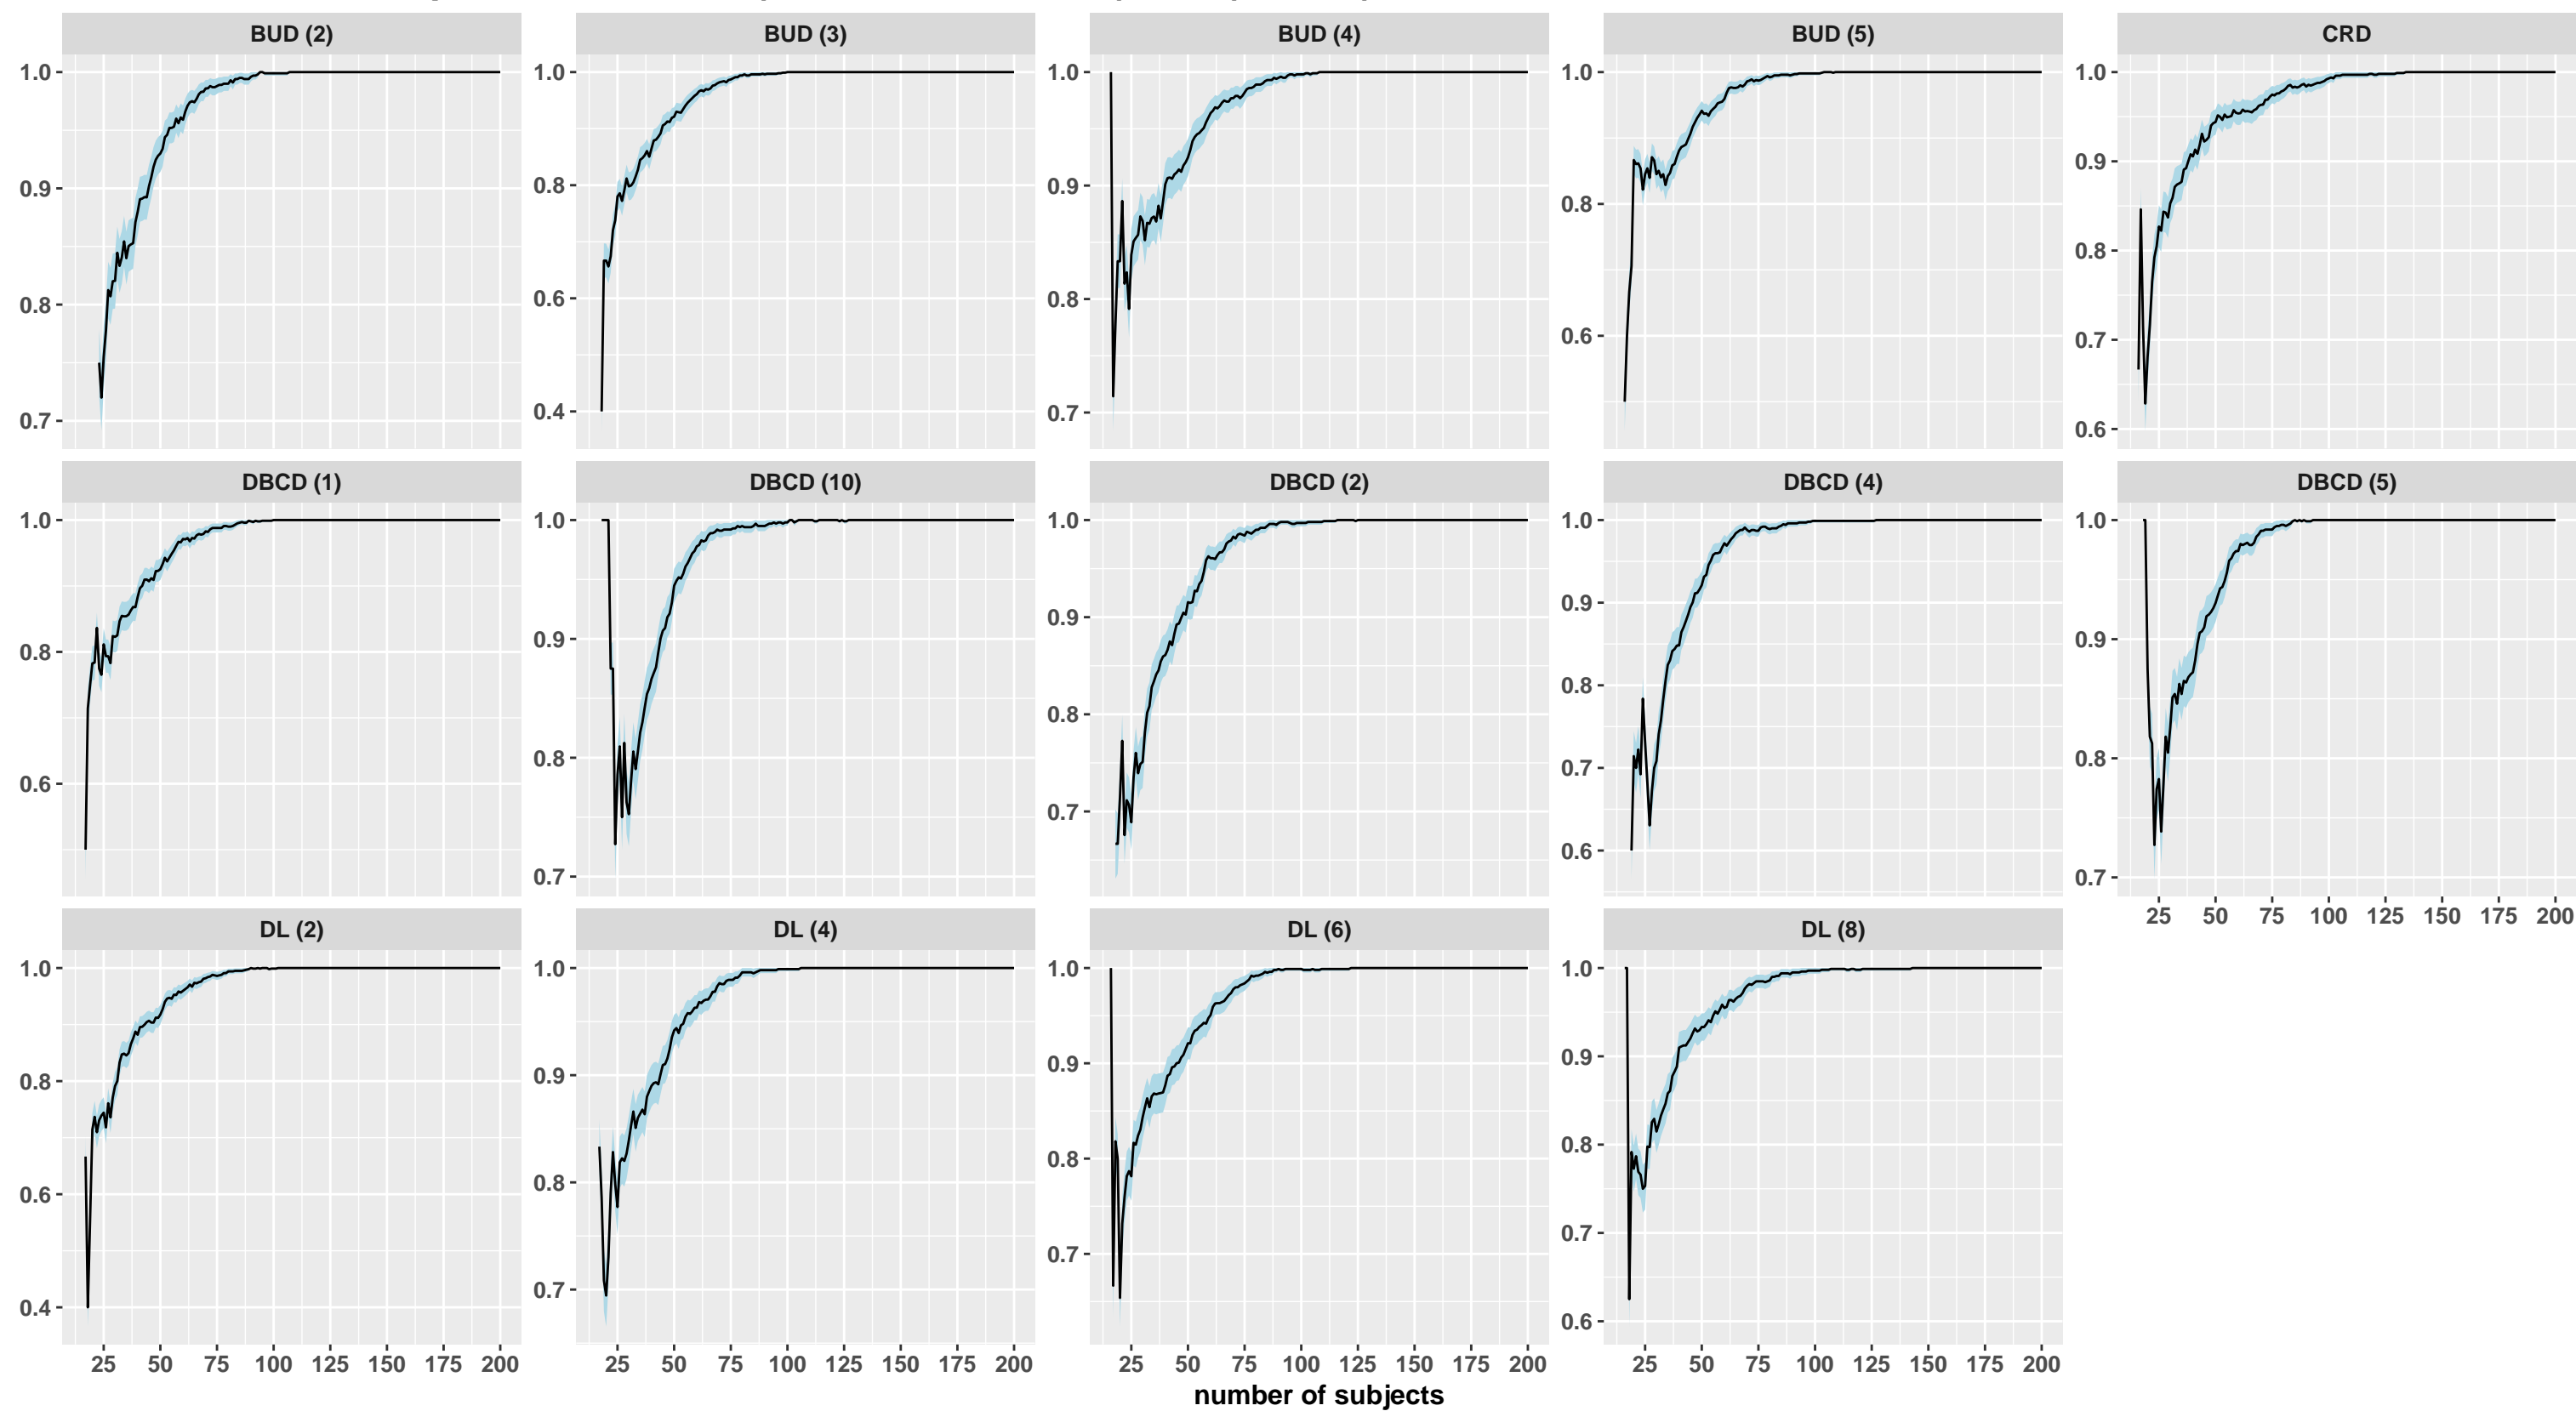 BUD (2) BUD (3) BUD (4) BUD (5) CRD
1.0 1.0 1.0 1.0 1.0
0.9 0.8 0.9 0.8 0.9
0.8 0.6 0.8 0.6 0.8
0.7 0.4 0.7 0.7
0.6
DBCD (1) DBCD (10) DBCD (2) DBCD (4) DBCD (5)
1.0 1.0 1.0 1.0 1.0
0.8 0.9 0.9 0.9 0.9
0.6 0.8 0.8 0.8 0.8
0.7 0.7 0.7 0.7
0.6
25 50 75 100 125 150 175 200
DL (2) DL (4) DL (6) DL (8)
1.0 1.0 1.0 1.0
0.8 0.9 0.9 0.9
0.6 0.8 0.8 0.8
0.4 0.7 0.7 0.7
0.6
25 50 75 100 125 150 175 200 25 50 75 100 125 150 175 200 25 50 75 100 125 150 175 200 25 50 75 100 125 150 175 200
number of subjects